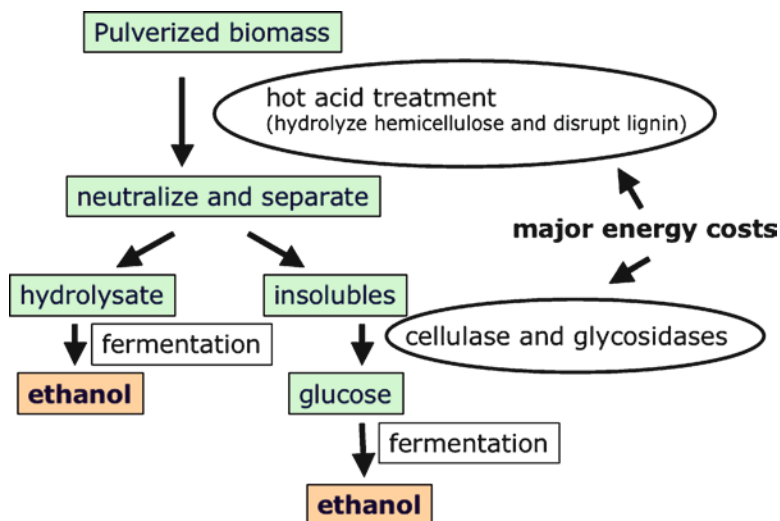 Pulverized biomass
hot acid treatment
(hydrolyze hemicellulose and disrupt lignin)
neutralize and separate
major energy costs
hydrolysate
insolubles
fermentation
cellulase and glycosidases
ethanol
glucose
fermentation
ethanol